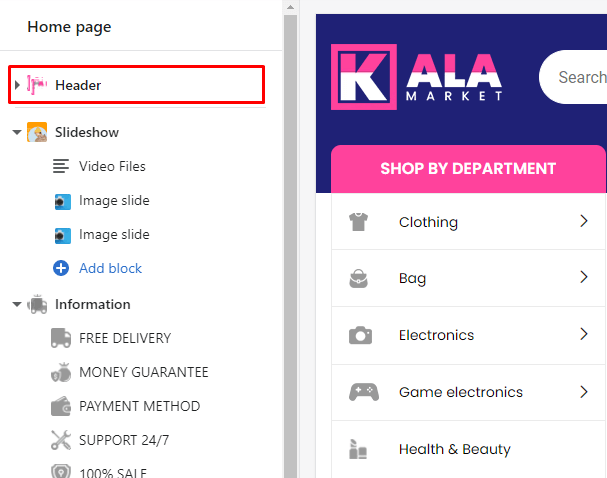 Home page
Header
Slideshow
Video Files
Image slide
Image slide
Add block
Information
FREE DELIVERY
MONEY GUARANTEE
PAYMENT METHOD
SUPPORT 24/7
100% SALE
K ALA
MARKET
Search
SHOP BY DEPARTMENT
Clothing
Bag
Electronics
Game electronics
Health & Beauty